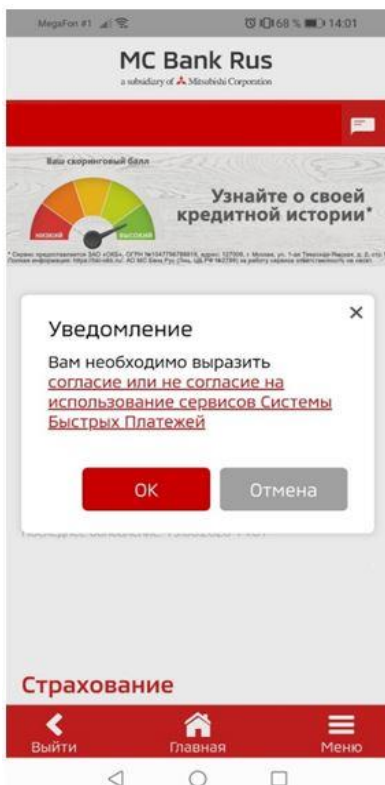 MegaFon #1
68 % 14:01
MC Bank Rus
a subsidiary of Mitsubishi Corporation
Ваш скоринговый балл
НИЗКИЙ
ВЫСОКИЙ
Узнайте о своей
кредитной истории*
Уведомление
Вам необходимо выразить
согласие или не согласие на
использование сервисов Системы
Быстрых Платежей
ОК
Отмена
Страхование
Выйти
Главная
Меню